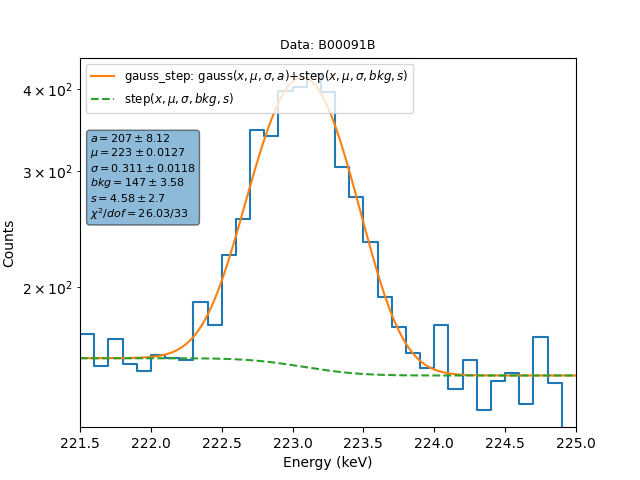 Data: B00091B
gauss_step: gauss(x, μ, σ, a)+step(x, μ, σ, bkg, s)
step(x, μ, σ, bkg, s)
a = 207 ± 8.12
μ = 223 ± 0.0127
σ = 0.311 ± 0.0118
bkg = 147 ± 3.58
s = 4.58 ± 2.7
χ²/dof = 26.03/33
4 × 10²
3 × 10²
2 × 10²
Counts
221.5 222.0 222.5 223.0 223.5 224.0 224.5 225.0
Energy (keV)